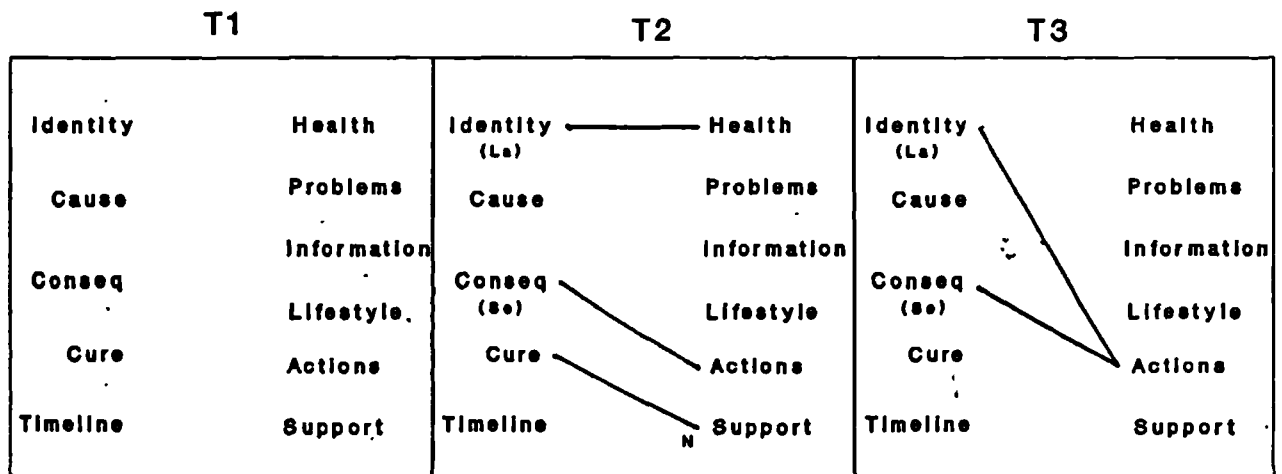 T1 T2 T3
Identity Health Identity Health Identity Health
(La) (La)
Cause Problems Cause Problems Cause Problems
Information Information Information
Conseq Conseq Conseq
(Se) (Se)
Lifestyle Lifestyle Lifestyle
Cure Actions Cure Actions Cure Actions
Timeline Support Timeline N Support Timeline Support